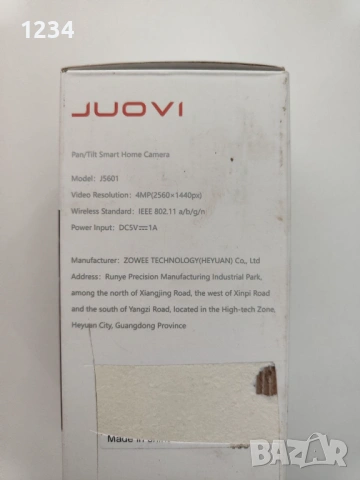 1234
JUOVI
Pen/Tilt Smart Home Camera
Model: J5601
Video Resolution: 4MP(2560×1440px)
Wireless Standard: IEEE 802.11 a/b/g/n
Power Input: DC5V⎓1A
Manufacturer: ZOWEE TECHNOLOGY(HEYUAN) Co,, Ltd
Address: Runye Precision Manufacturing Industrial Park,
among the north of Xiangjing Road, the west of Xinpi Road
and the south of Yangzi Road, located in the High-tech Zone,
Heyuan City, Guangdong Province
Made in
BAZAR